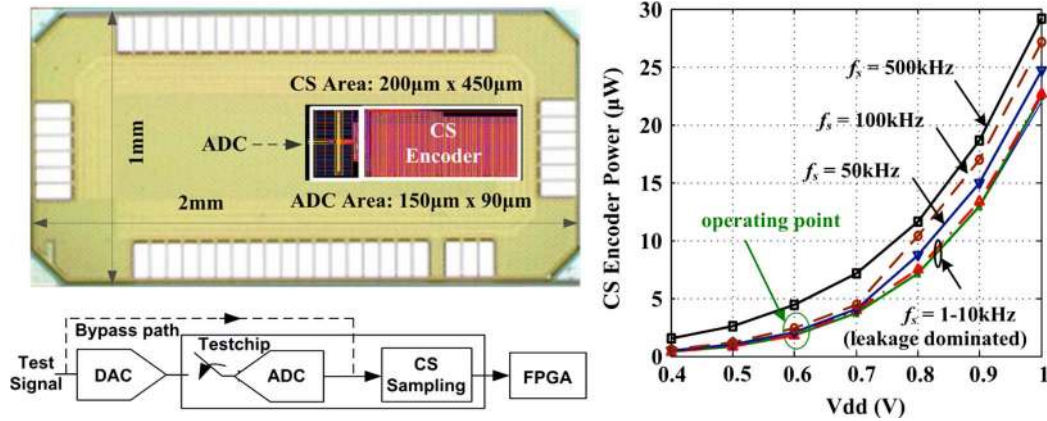 CS Area: 200μm x 450μm
ADC
CS
Encoder
1mm
ADC Area: 150μm x 90μm
2mm
Bypass path
Testchip
Test
Signal
DAC
ADC
CS
Sampling
FPGA
CS Encoder Power (μW)
30
25
20
15
10
5
0
fs = 500kHz
fs = 100kHz
fs = 50kHz
operating point
fs = 1-10kHz
(leakage dominated)
0.4 0.5 0.6 0.7 0.8 0.9 1
Vdd (V)